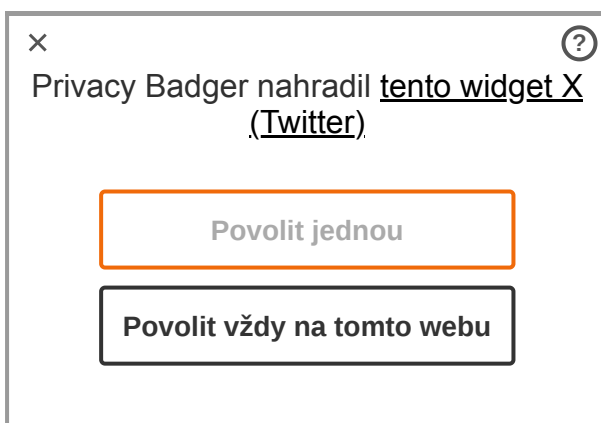 ×
?
Privacy Badger nahradil tento widget X
(Twitter)
Povolit jednou
Povolit vždy na tomto webu